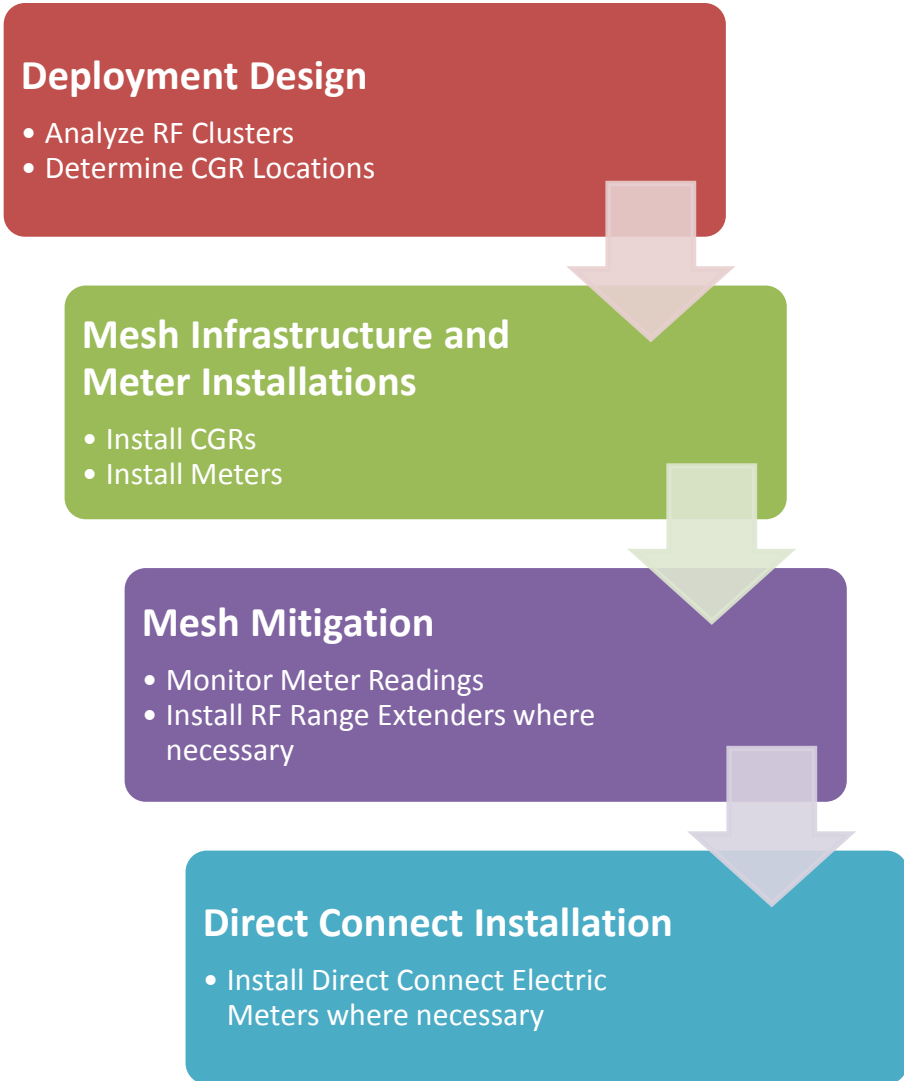 Deployment Design
• Analyze RF Clusters
• Determine CGR Locations
Mesh Infrastructure and
Meter Installations
• Install CGRs
• Install Meters
Mesh Mitigation
• Monitor Meter Readings
• Install RF Range Extenders where
necessary
Direct Connect Installation
• Install Direct Connect Electric
Meters where necessary